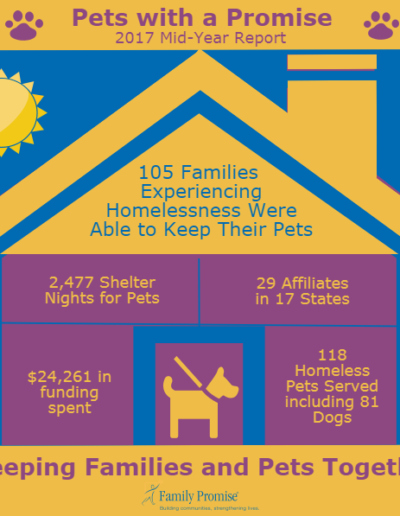 Pets with a Promise
2017 Mid-Year Report
105 Families
Experiencing
Homelessness Were
Able to Keep Their Pets
2,477 Shelter
Nights for Pets
29 Affiliates
in 17 States
$24,261 in
funding
spent
118
Homeless
Pets Served
including 81
Dogs
eeping Families and Pets Togeth
Family Promise®
Building communities, strengthening lives.